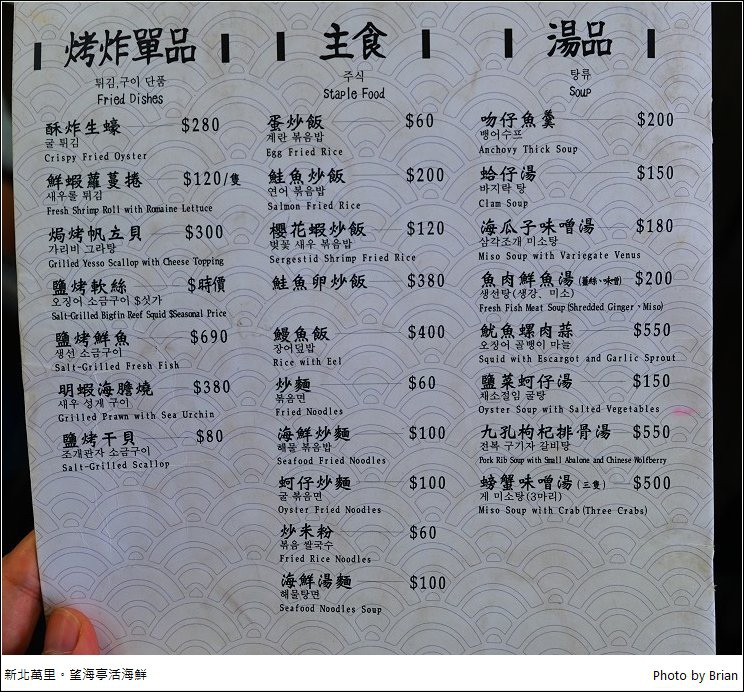 烤炸單品
튀김,구이 단품
Fried Dishes
酥炸生蠔 $280
굴 튀김
Crispy Fried Oyster
鮮蝦蘿蔓捲 $120/隻
새우롤 튀김
Fresh Shrimp Roll with Romaine Lettuce
焗烤帆立貝 $300
가리비 그라탕
Grilled Yesso Scallop with Cheese Topping
鹽烤軟絲 $時價
오징어 소금구이 $싯가
Salt-Grilled Bigfin Reef Squid $Seasonal Price
鹽烤鮮魚 $690
생선 소금구이
Salt-Grilled Fresh Fish
明蝦海膽燒 $380
새우 성게 구이
Grilled Prawn with Sea Urchin
鹽烤干貝 $80
조개관자 소금구이
Salt-Grilled Scallop
主食
주식
Staple Food
蛋炒飯 $60
계란 볶음밥
Egg Fried Rice
鮭魚炒飯 $200
연어 볶음밥
Salmon Fried Rice
櫻花蝦炒飯 $120
벚꽃 새우 볶음밥
Sergestid Shrimp Fried Rice
鮭魚卵炒飯 $380
鰻魚飯 $400
장어덮밥
Rice with Eel
炒麵 $60
볶음면
Fried Noodles
海鮮炒麵 $100
해물 볶음밥
Seafood Fried Noodles
蚵仔炒麵 $100
굴 볶음면
Oyster Fried Noodles
炒米粉 $60
볶음 쌀국수
Fried Rice Noodles
海鮮湯麵 $100
해물탕면
Seafood Noodles Soup
湯品
탕류
Soup
吻仔魚羹 $200
뱅어수프
Anchovy Thick Soup
蛤仔湯 $150
바지락 탕
Clam Soup
海瓜子味噌湯 $180
삼각조개 미소탕
Miso Soup with Variegate Venus
魚肉鮮魚湯(薑絲、味噌) $200
생선탕(생강, 미소)
Fresh Fish Meat Soup(Shredded Ginger、Miso)
魷魚螺肉蒜 $550
오징어 골뱅이 마늘
Squid with Escargot and Garlic Sprout
鹽菜蚵仔湯 $150
채소절임 굴탕
Oyster Soup with Salted Vegetables
九孔枸杞排骨湯 $550
전복 구기자 갈비탕
Pork Rib Soup with Small Abalone and Chinese Wolfberry
螃蟹味噌湯(三隻) $500
게 미소탕(3마리)
Miso Soup with Crab(Three Crabs)
新北萬里。望海亭活海鮮
Photo by Brian